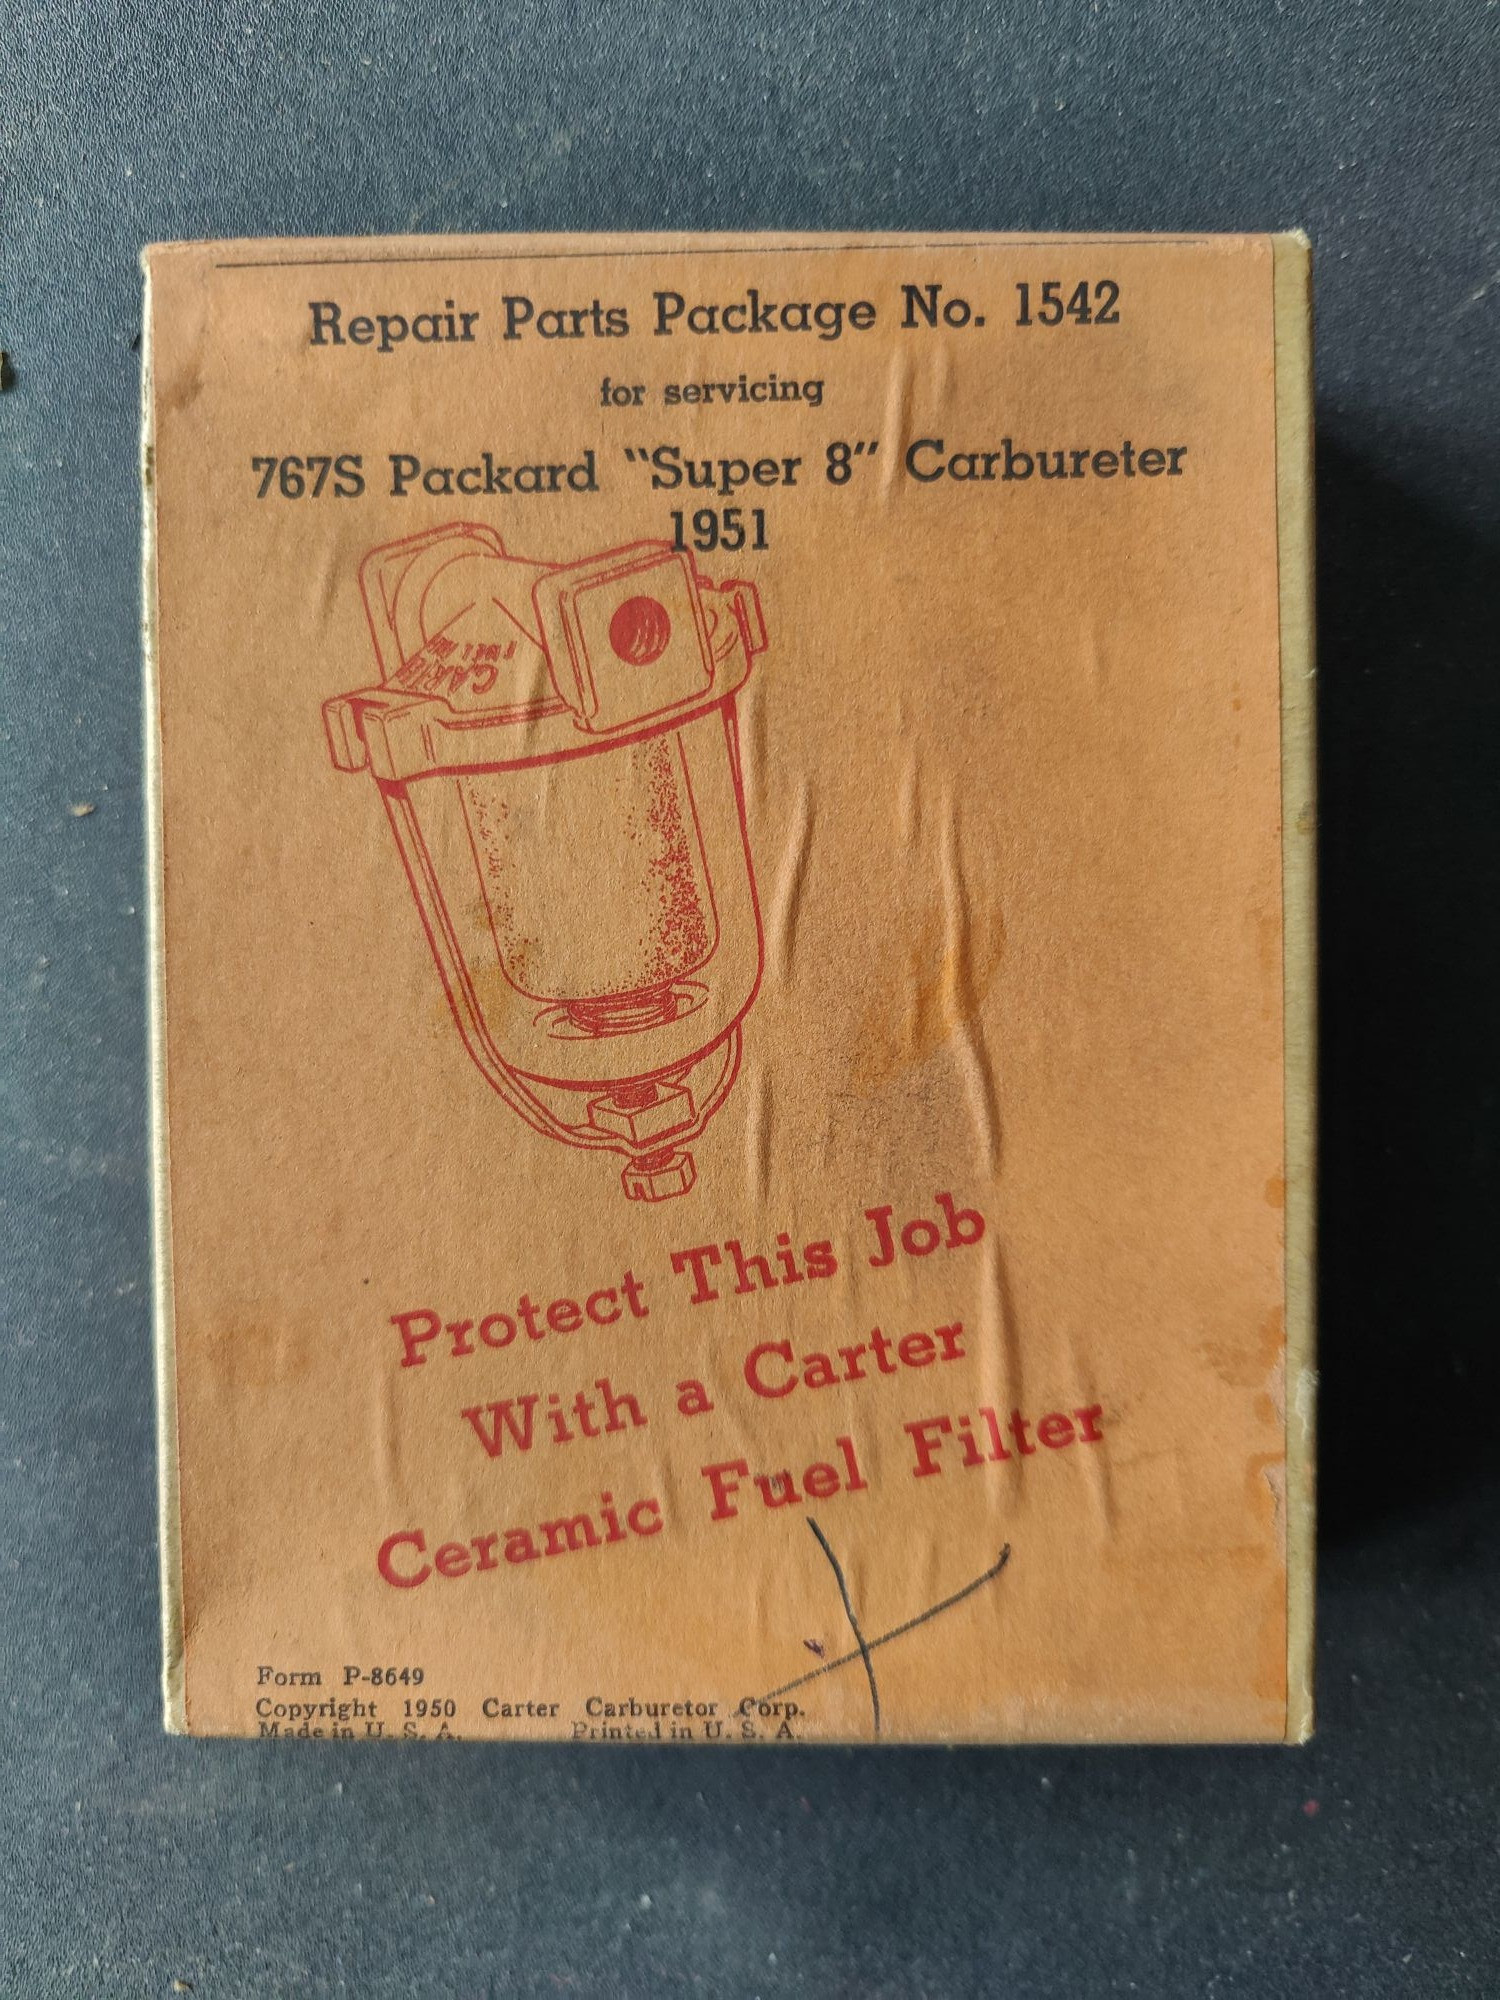 Repair Parts Package No. 1542
for servicing
767S Packard "Super 8" Carbureter
1951
CARTER
Protect This Job
With a Carter
Ceramic Fuel Filter
Form P-8649
Copyright 1950 Carter Carburetor Corp.
Made in U. S. A. Printed in U. S. A.